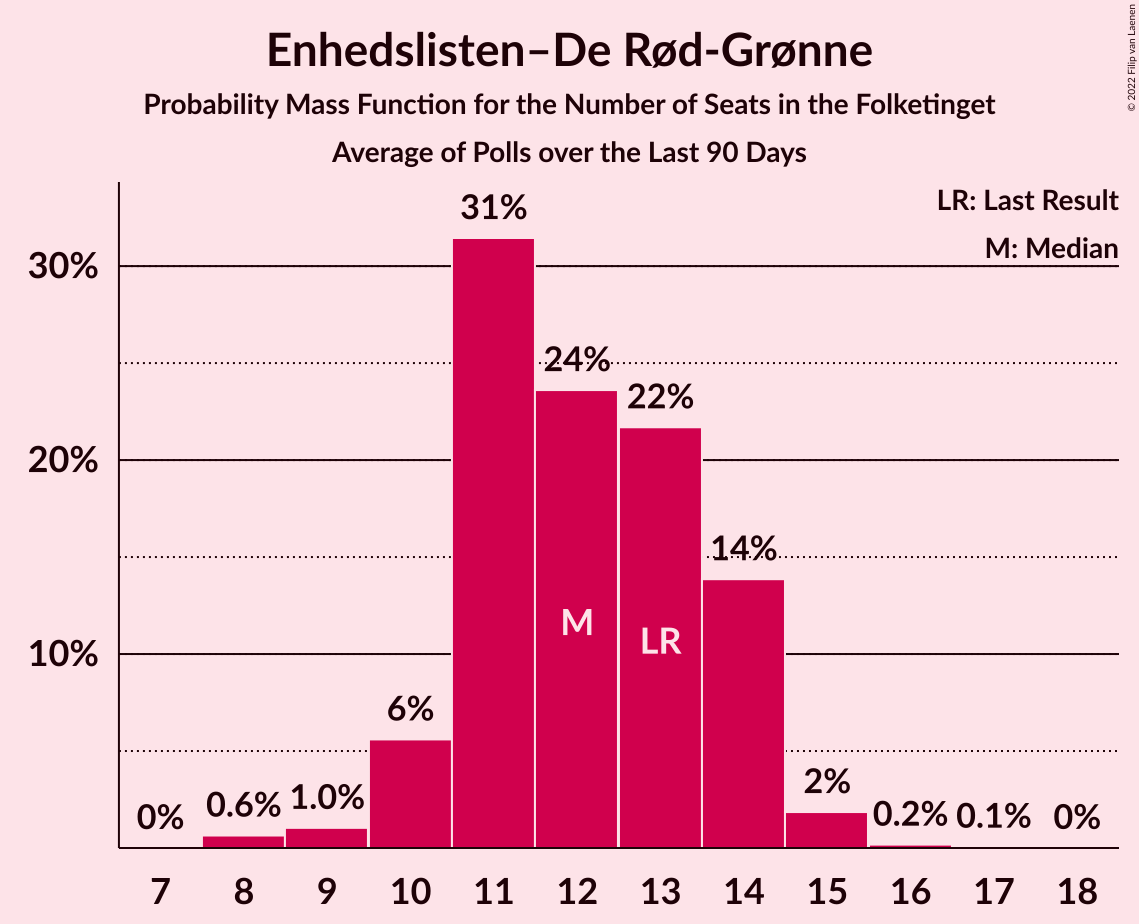 Enhedslisten–De Rød-Grønne
Probability Mass Function for the Number of Seats in the Folketinget
Average of Polls over the Last 90 Days
© 2022 Filip van Laenen
LR: Last Result
M: Median
30%
20%
10%
0%
0.6%
1.0%
6%
31%
24%
22%
14%
2%
0.2%
0.1%
0%
M
LR
7 8 9 10 11 12 13 14 15 16 17 18